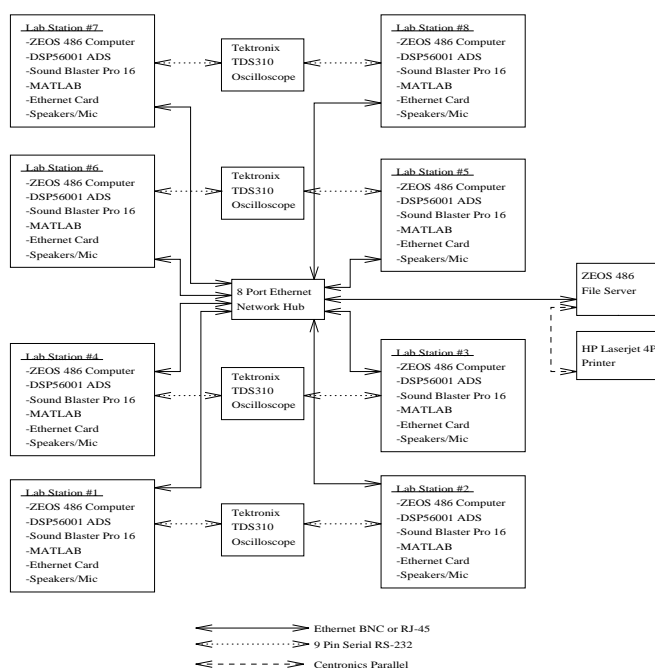 Lab Station #7
-ZEOS 486 Computer
-DSP56001 ADS
-Sound Blaster Pro 16
-MATLAB
-Ethernet Card
-Speakers/Mic
Tektronix
TDS310
Oscilloscope
Lab Station #8
-ZEOS 486 Computer
-DSP56001 ADS
-Sound Blaster Pro 16
-MATLAB
-Ethernet Card
-Speakers/Mic
Lab Station #6
-ZEOS 486 Computer
-DSP56001 ADS
-Sound Blaster Pro 16
-MATLAB
-Ethernet Card
-Speakers/Mic
Tektronix
TDS310
Oscilloscope
Lab Station #5
-ZEOS 486 Computer
-DSP56001 ADS
-Sound Blaster Pro 16
-MATLAB
-Ethernet Card
-Speakers/Mic
8 Port Ethernet
Network Hub
ZEOS 486
File Server
HP Laserjet 4P
Printer
Lab Station #4
-ZEOS 486 Computer
-DSP56001 ADS
-Sound Blaster Pro 16
-MATLAB
-Ethernet Card
-Speakers/Mic
Tektronix
TDS310
Oscilloscope
Lab Station #3
-ZEOS 486 Computer
-DSP56001 ADS
-Sound Blaster Pro 16
-MATLAB
-Ethernet Card
-Speakers/Mic
Lab Station #1
-ZEOS 486 Computer
-DSP56001 ADS
-Sound Blaster Pro 16
-MATLAB
-Ethernet Card
-Speakers/Mic
Tektronix
TDS310
Oscilloscope
Lab Station #2
-ZEOS 486 Computer
-DSP56001 ADS
-Sound Blaster Pro 16
-MATLAB
-Ethernet Card
-Speakers/Mic
Ethernet BNC or RJ-45
9 Pin Serial RS-232
Centronics Parallel